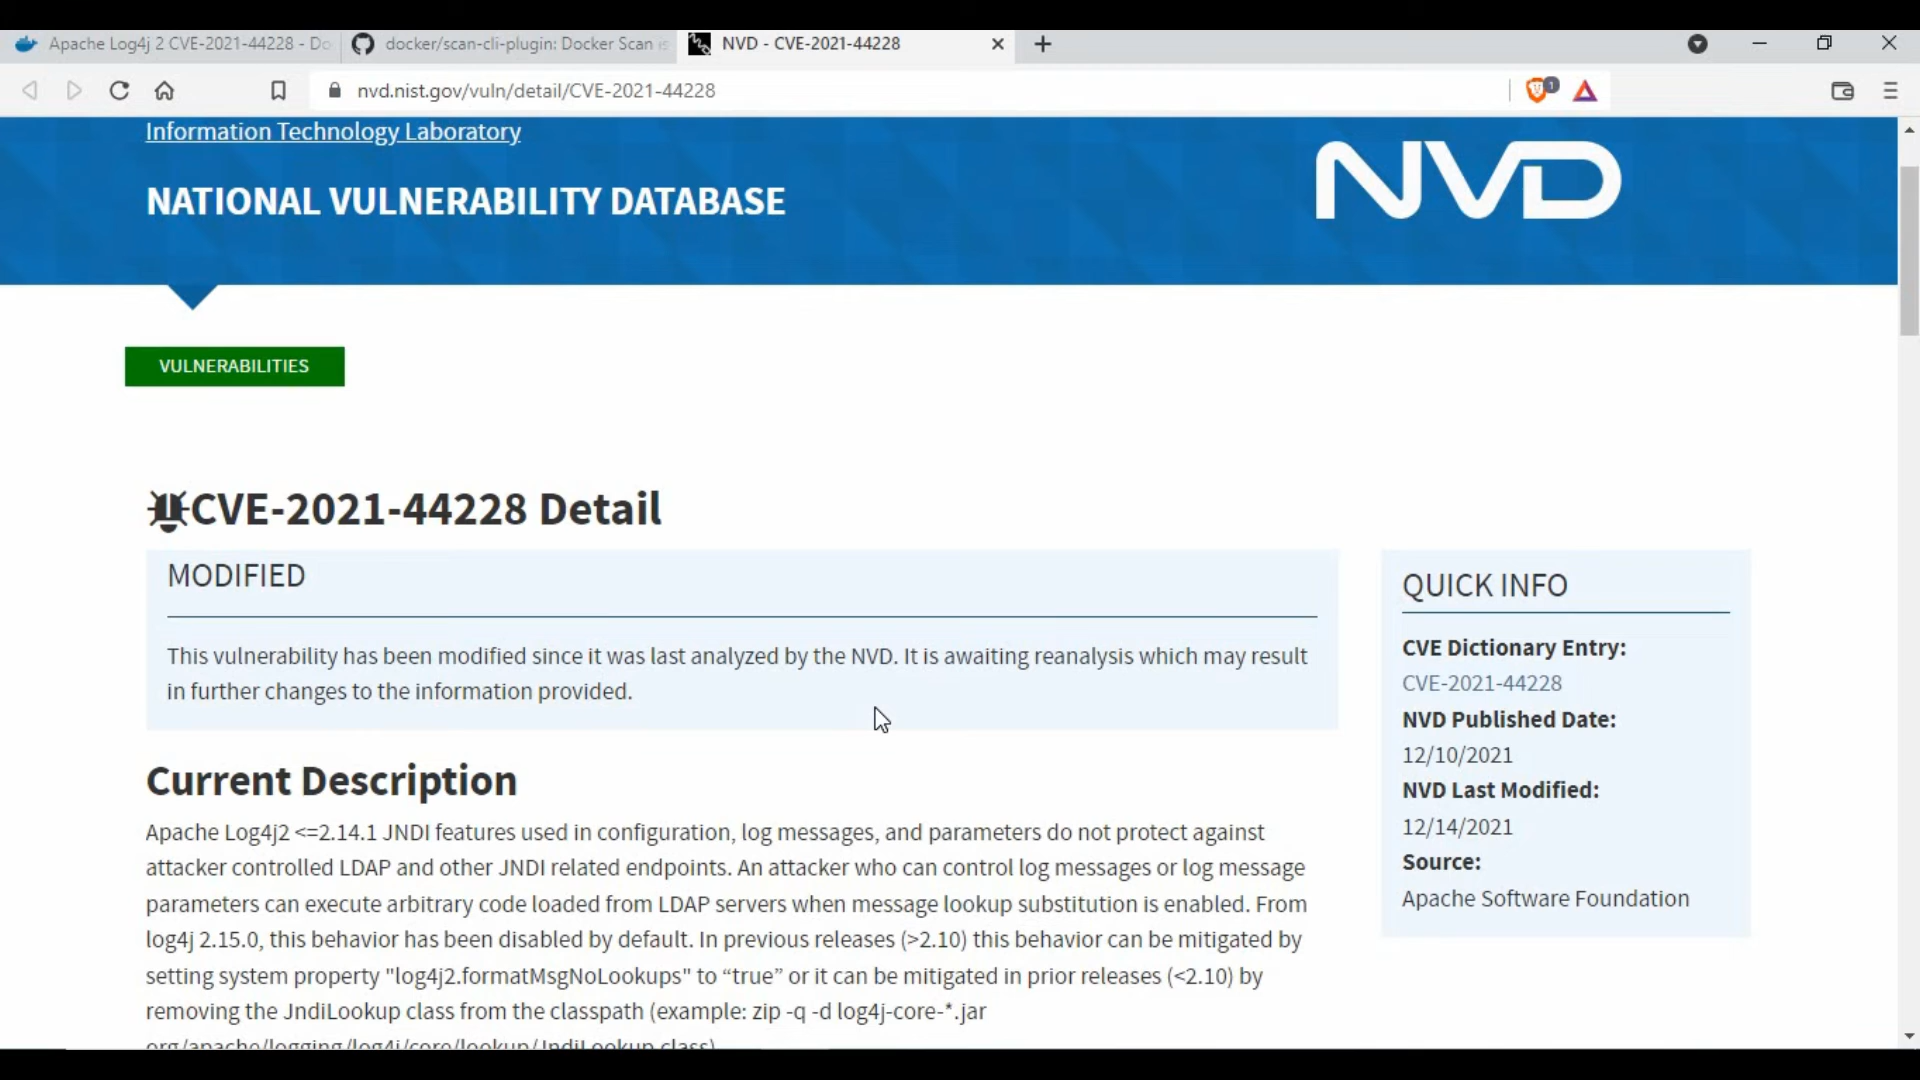 Apache Log4j 2 CVE-2021-44228 - Do
docker/scan-cli-plugin: Docker Scan is
NVD - CVE-2021-44228
nvd.nist.gov/vuln/detail/CVE-2021-44228
1
Information Technology Laboratory
NATIONAL VULNERABILITY DATABASE
NVD
VULNERABILITIES
CVE-2021-44228 Detail
MODIFIED
This vulnerability has been modified since it was last analyzed by the NVD. It is awaiting reanalysis which may result
in further changes to the information provided.
Current Description
Apache Log4j2 <=2.14.1 JNDI features used in configuration, log messages, and parameters do not protect against
attacker controlled LDAP and other JNDI related endpoints. An attacker who can control log messages or log message
parameters can execute arbitrary code loaded from LDAP servers when message lookup substitution is enabled. From
log4j 2.15.0, this behavior has been disabled by default. In previous releases (>2.10) this behavior can be mitigated by
setting system property "log4j2.formatMsgNoLookups" to “true” or it can be mitigated in prior releases (<2.10) by
removing the JndiLookup class from the classpath (example: zip -q -d log4j-core-*.jar
org/apache/logging/log4j/core/lookup/JndiLookup.class)
QUICK INFO
CVE Dictionary Entry:
CVE-2021-44228
NVD Published Date:
12/10/2021
NVD Last Modified:
12/14/2021
Source:
Apache Software Foundation